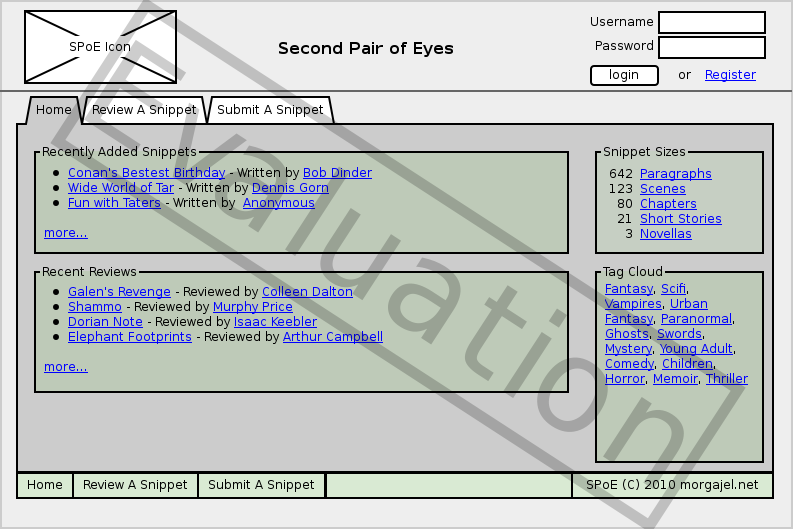 SPoE Icon
Second Pair of Eyes
Username
Password
login or Register
Home Review A Snippet Submit A Snippet
Recently Added Snippets
Conan's Bestest Birthday - Written by Bob Dinder
Wide World of Tar - Written by Dennis Gorn
Fun with Taters - Written by Anonymous
more...
Snippet Sizes
642 Paragraphs
123 Scenes
80 Chapters
21 Short Stories
3 Novellas
Recent Reviews
Galen's Revenge - Reviewed by Colleen Dalton
Shammo - Reviewed by Murphy Price
Dorian Note - Reviewed by Isaac Keebler
Elephant Footprints - Reviewed by Arthur Campbell
more...
Tag Cloud
Fantasy, Scifi,
Vampires, Urban
Fantasy, Paranormal,
Ghosts, Swords,
Mystery, Young Adult,
Comedy, Children,
Horror, Memoir, Thriller
Home Review A Snippet Submit A Snippet SPoE (C) 2010 morgajel.net
Evaluation